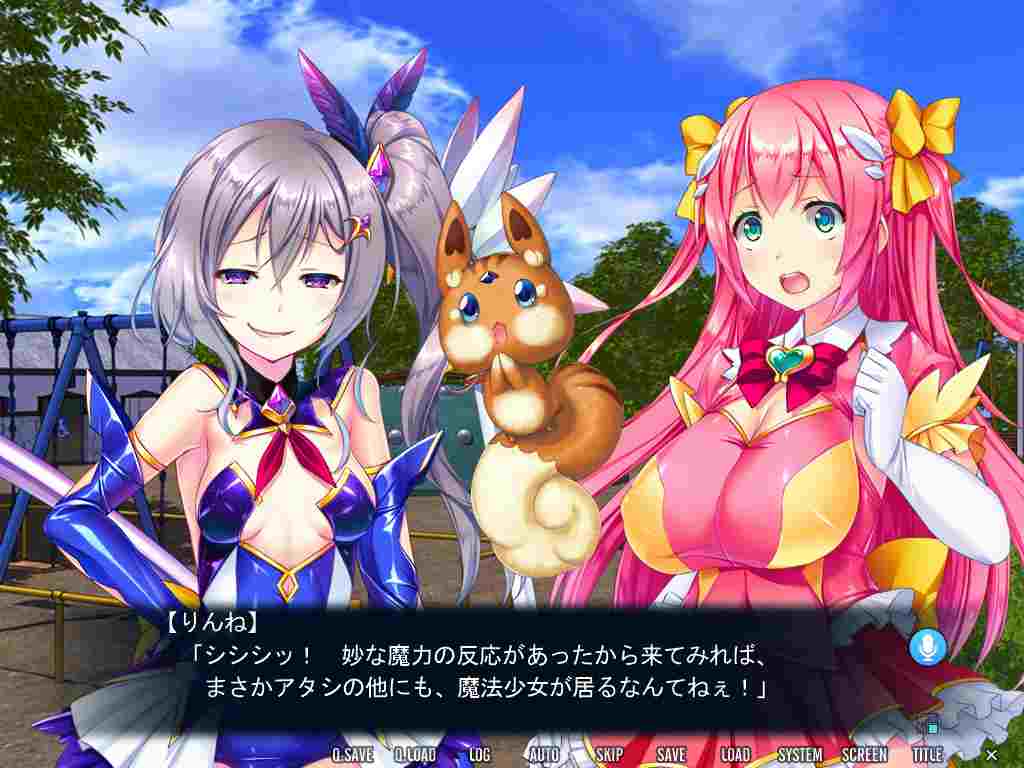 【りんね】
「シシシッ！　妙な魔力の反応があったから来てみれば、
まさかアタシの他にも、魔法少女が居るなんてねぇ！」
Q.SAVE Q.LOAD LOG AUTO SKIP SAVE LOAD SYSTEM SCREEN TITLE ×